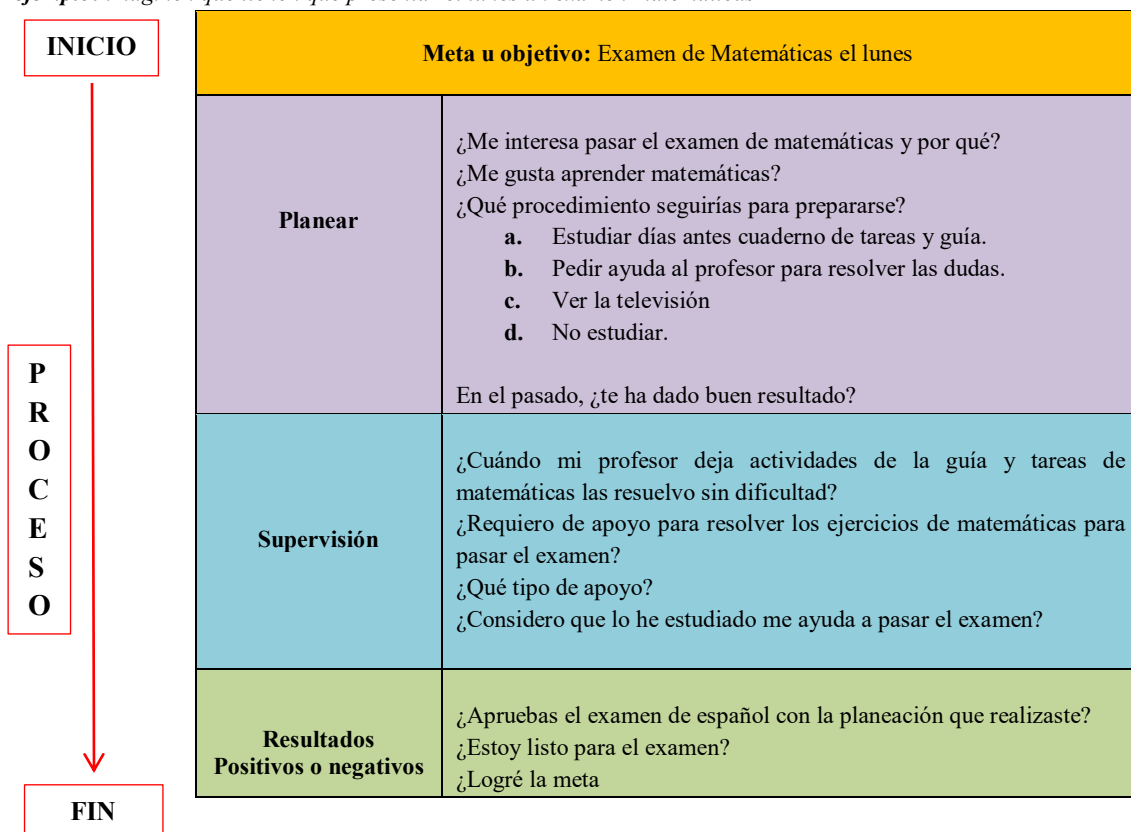 INICIO
Meta u objetivo: Examen de Matemáticas el lunes
Planear
¿Me interesa pasar el examen de matemáticas y por qué?
¿Me gusta aprender matemáticas?
¿Qué procedimiento seguirías para prepararse?
a. Estudiar días antes cuaderno de tareas y guía.
b. Pedir ayuda al profesor para resolver las dudas.
c. Ver la televisión
d. No estudiar.
En el pasado, ¿te ha dado buen resultado?
P
R
O
C
E
S
O
Supervisión
¿Cuándo mi profesor deja actividades de la guía y tareas de
matemáticas las resuelvo sin dificultad?
¿Requiero de apoyo para resolver los ejercicios de matemáticas para
pasar el examen?
¿Qué tipo de apoyo?
¿Considero que lo he estudiado me ayuda a pasar el examen?
Resultados
Positivos o negativos
¿Apruebas el examen de español con la planeación que realizaste?
¿Estoy listo para el examen?
¿Logré la meta
FIN